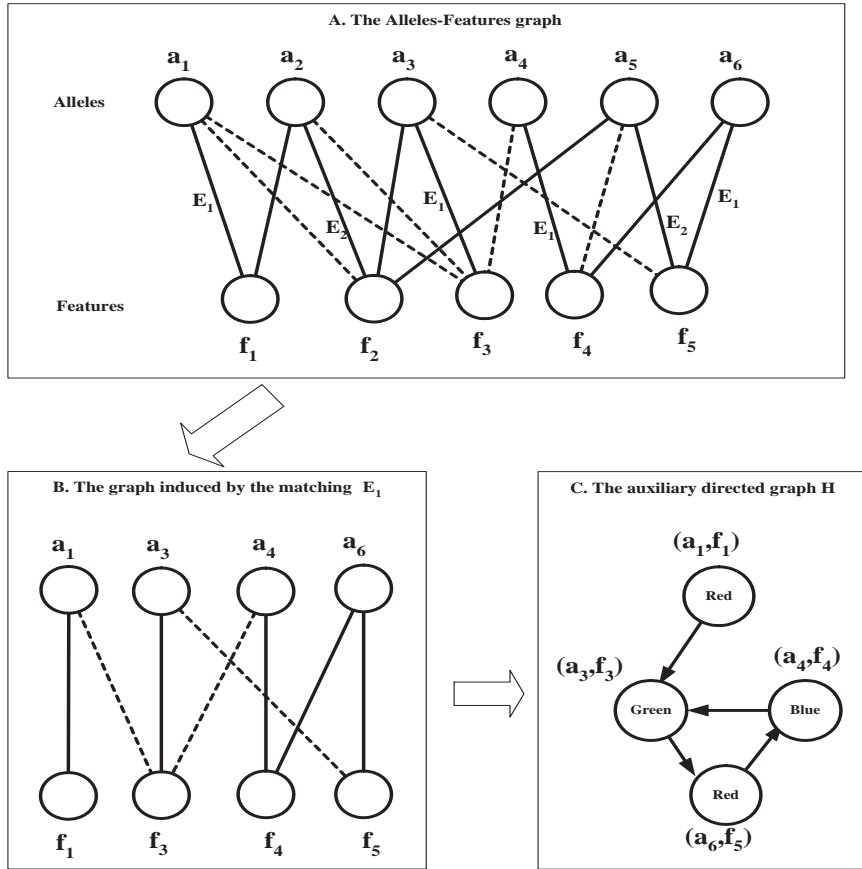 A. The Alleles-Features graph
a1 a2 a3 a4 a5 a6
Alleles
E1 E2 E1 E1 E2 E1
Features
f1 f2 f3 f4 f5
B. The graph induced by the matching E1
a1 a3 a4 a6
f1 f3 f4 f5
C. The auxiliary directed graph H
(a1,f1)
Red
(a3,f3) (a4,f4)
Green Blue
Red
(a6,f5)